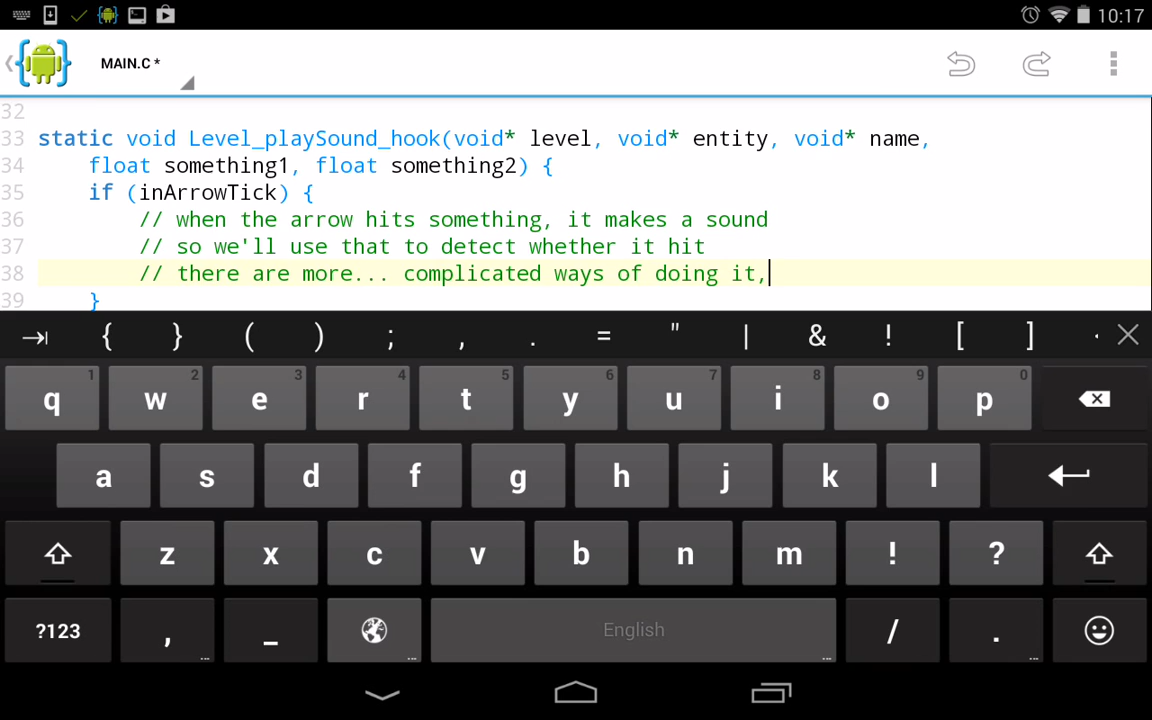 10:17
MAIN.C *
32
33 static void Level_playSound_hook(void* level, void* entity, void* name,
34 float something1, float something2) {
35 if (inArrowTick) {
36 // when the arrow hits something, it makes a sound
37 // so we'll use that to detect whether it hit
38 // there are more... complicated ways of doing it,
39 }
{ } ( ) ; , . = " | & ! [ ]
1 2 3 4 5 6 7 8 9 0
q w e r t y u i o p
a s d f g h j k l
z x c v b n m ! ?
?123 , _ English / .